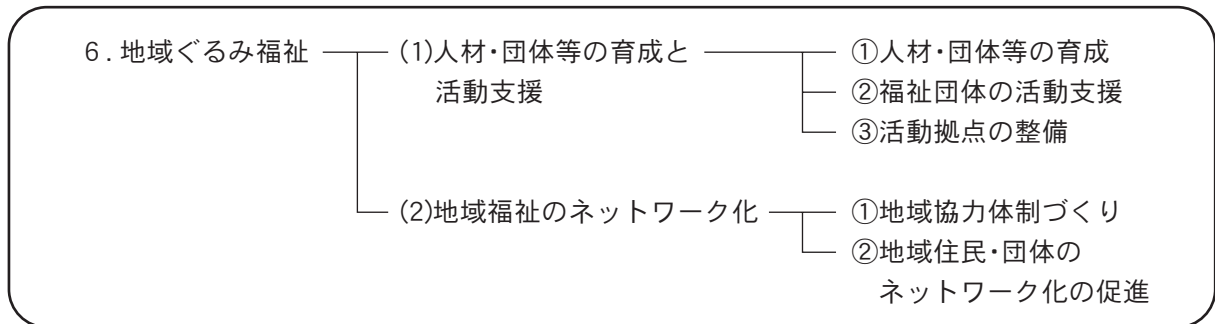 6.地域ぐるみ福祉
(1)人材・団体等の育成と
活動支援
①人材・団体等の育成
②福祉団体の活動支援
③活動拠点の整備
(2)地域福祉のネットワーク化
①地域協力体制づくり
②地域住民・団体の
ネットワーク化の促進